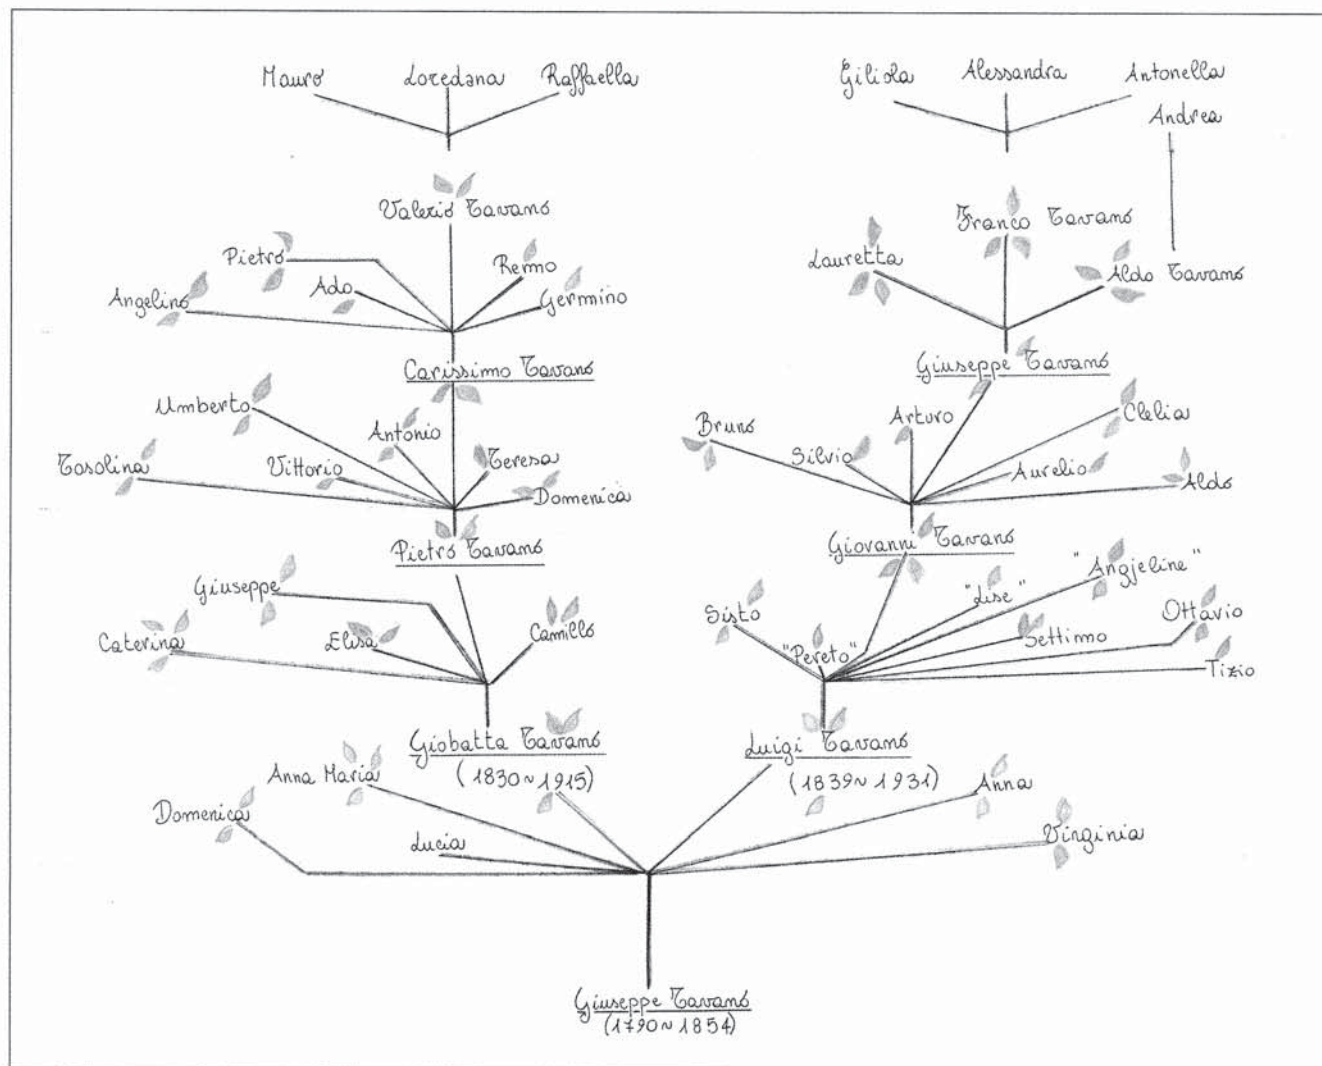 Mauro
Loredana
Raffaella
Giliola
Alessandra
Antonella
Andrea
Valerio Tavano
Franco Tavano
Pietro
Remo
Lauretta
Aldo Tavano
Angelino
Ado
Germino
Carissimo Tavano
Giuseppe Tavano
Umberto
Antonio
Bruno
Arturo
Clelia
Tosolina
Vittorio
Teresa
Silvio
Aurelio
Domenica
Aldo
Pietro Tavano
Giovanni Tavano
Giuseppe
"Lise"
"Angjeline"
Caterina
Elisa
Camillo
Sisto
"Pereto"
Settimo
Ottavio
Tizio
Giobatta Tavano
(1830~1915)
Luigi Tavano
(1839~1931)
Anna Maria
Anna
Domenica
Lucia
Virginia
Giuseppe Tavano
(1790~1854)